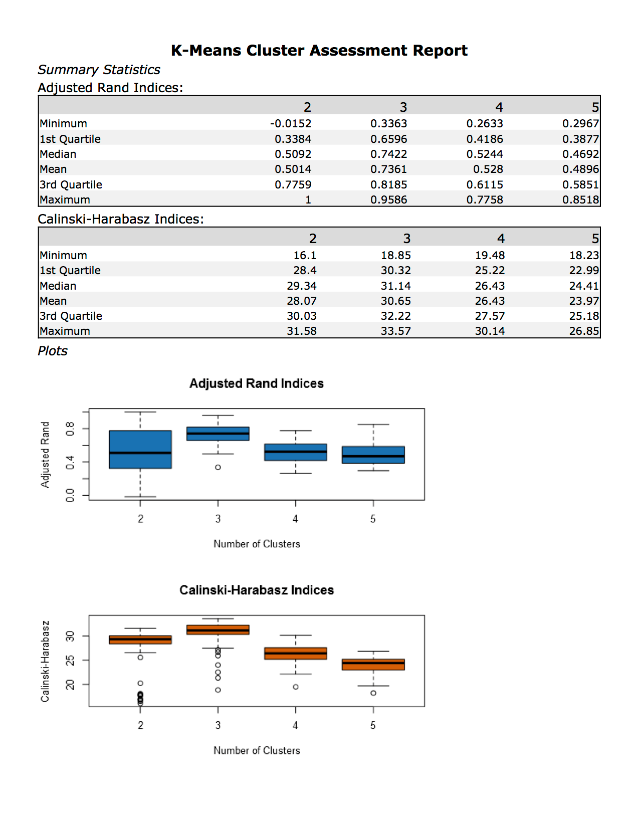 K-Means Cluster Assessment Report
Summary Statistics
Adjusted Rand Indices:
2 3 4 5
Minimum -0.0152 0.3363 0.2633 0.2967
1st Quartile 0.3384 0.6596 0.4186 0.3877
Median 0.5092 0.7422 0.5244 0.4692
Mean 0.5014 0.7361 0.528 0.4896
3rd Quartile 0.7759 0.8185 0.6115 0.5851
Maximum 1 0.9586 0.7758 0.8518
Calinski-Harabasz Indices:
2 3 4 5
Minimum 16.1 18.85 19.48 18.23
1st Quartile 28.4 30.32 25.22 22.99
Median 29.34 31.14 26.43 24.41
Mean 28.07 30.65 26.43 23.97
3rd Quartile 30.03 32.22 27.57 25.18
Maximum 31.58 33.57 30.14 26.85
Plots
Adjusted Rand Indices
Adjusted Rand
0.8
0.4
0.0
2 3 4 5
Number of Clusters
Calinski-Harabasz Indices
Calinski-Harabasz
30
25
20
2 3 4 5
Number of Clusters